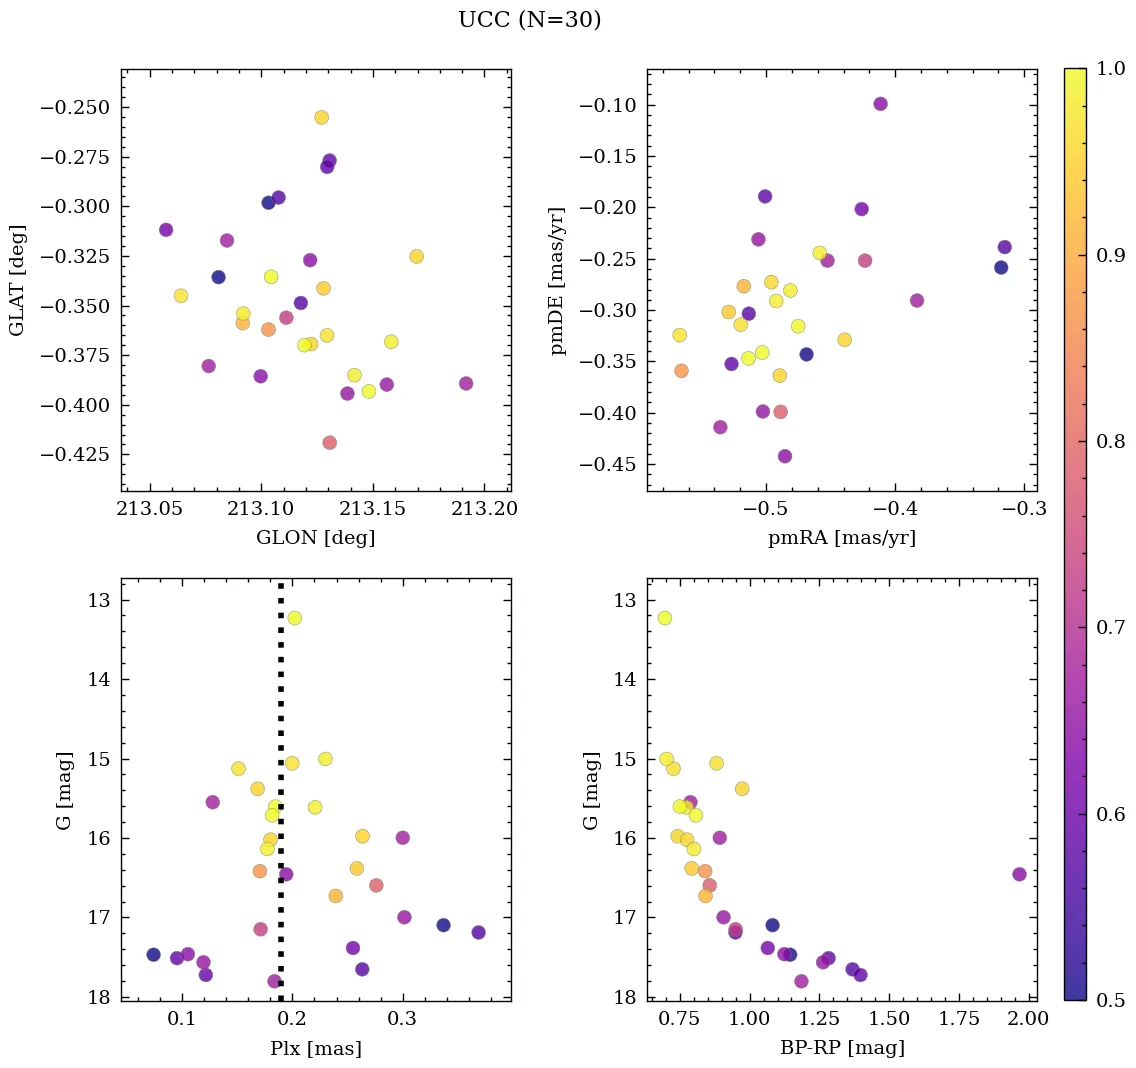 UCC (N=30)
−0.250
−0.275
−0.300
−0.325
−0.350
−0.375
−0.400
−0.425
GLAT [deg]
213.05 213.10 213.15 213.20
GLON [deg]
−0.10
−0.15
−0.20
−0.25
−0.30
−0.35
−0.40
−0.45
pmDE [mas/yr]
−0.5 −0.4 −0.3
pmRA [mas/yr]
13
14
15
16
17
18
G [mag]
0.1 0.2 0.3
Plx [mas]
13
14
15
16
17
18
G [mag]
0.75 1.00 1.25 1.50 1.75 2.00
BP-RP [mag]
1.0
0.9
0.8
0.7
0.6
0.5